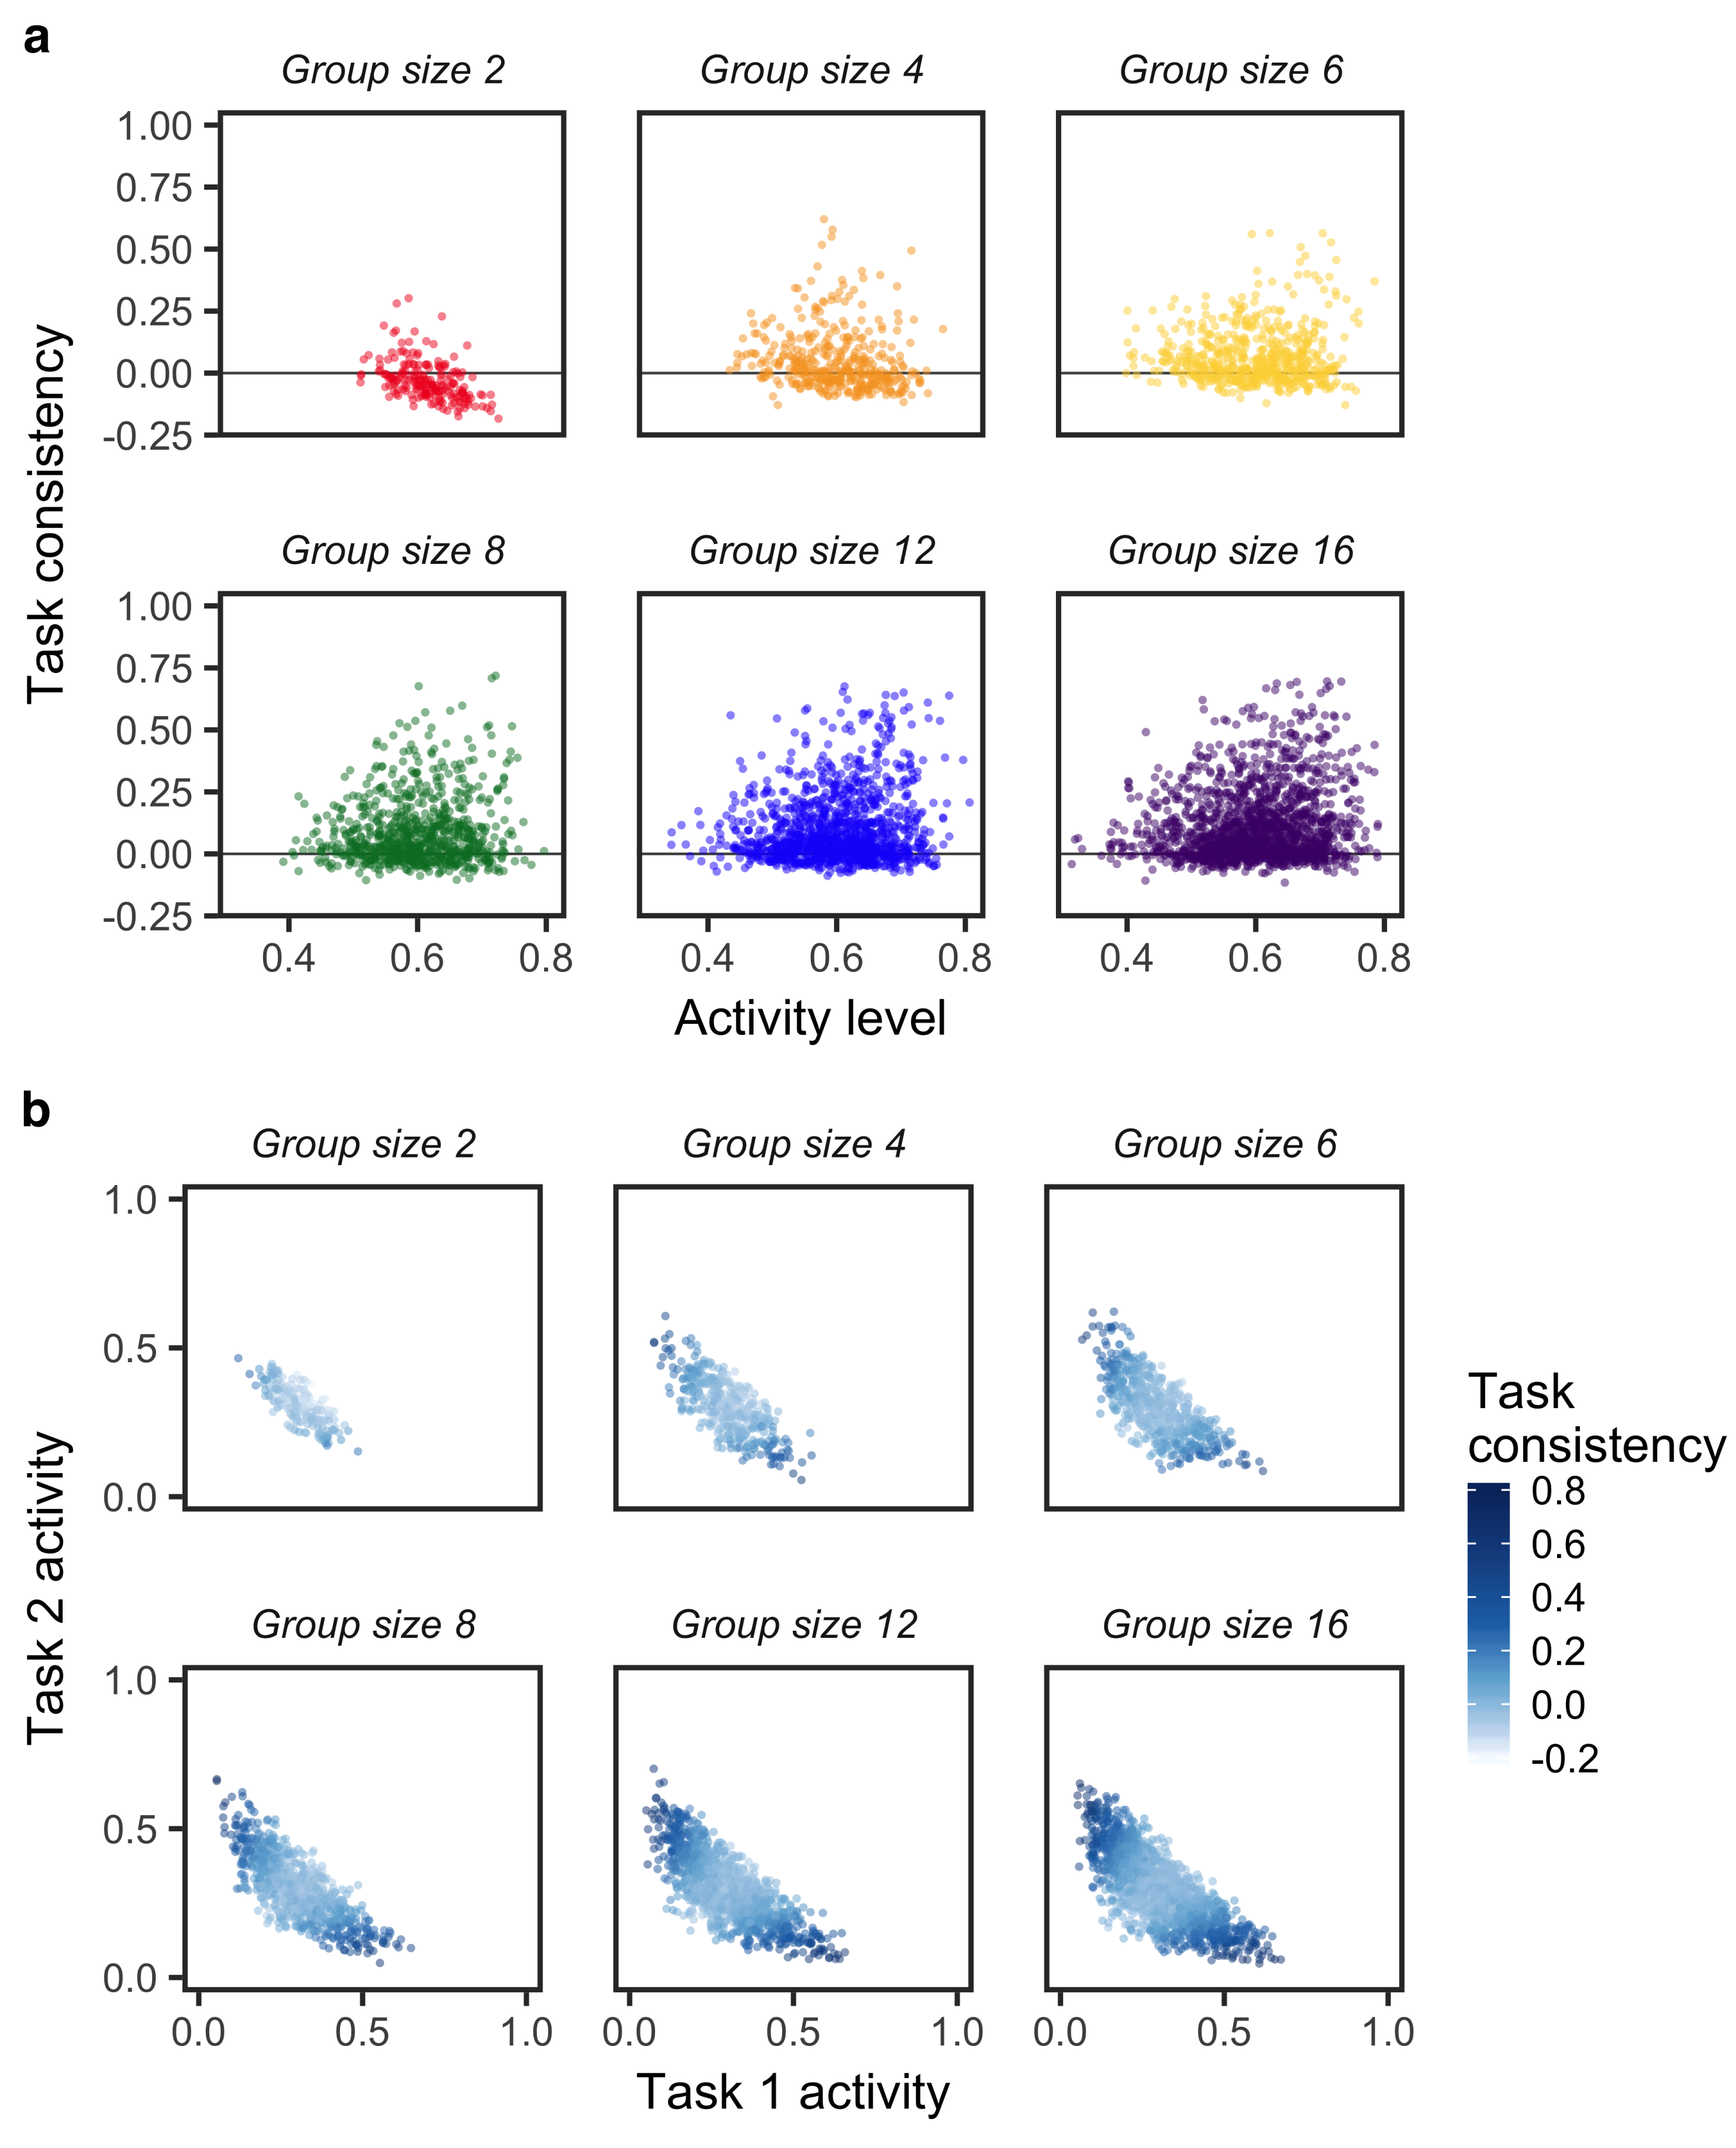 a
Group size 2
Group size 4
Group size 6
1.00
0.75
0.50
0.25
0.00
-0.25
Task consistency
Group size 8
Group size 12
Group size 16
1.00
0.75
0.50
0.25
0.00
-0.25
0.4 0.6 0.8
0.4 0.6 0.8
0.4 0.6 0.8
Activity level
b
Group size 2
Group size 4
Group size 6
1.0
0.5
0.0
Task 2 activity
Group size 8
Group size 12
Group size 16
1.0
0.5
0.0
0.0 0.5 1.0
0.0 0.5 1.0
0.0 0.5 1.0
Task 1 activity
Task
consistency
0.8
0.6
0.4
0.2
0.0
-0.2